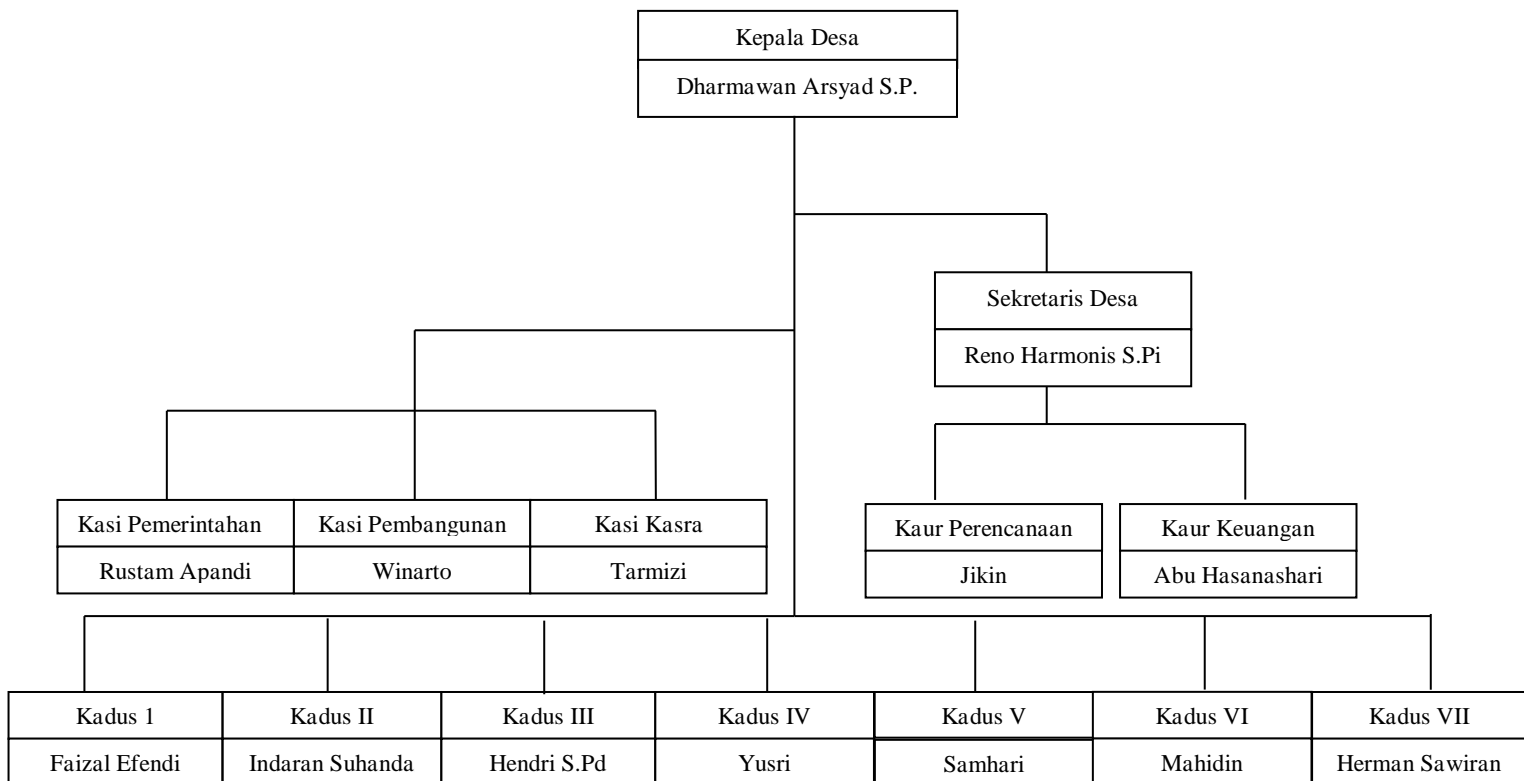 Kepala Desa
Dharmawan Arsyad S.P.
Sekretaris Desa
Reno Harmonis S.Pi
Kasi Pemerintahan
Rustam Apandi
Kasi Pembangunan
Winarto
Kasi Kasra
Tarmizi
Kaur Perencanaan
Jikin
Kaur Keuangan
Abu Hasanashari
Kadus 1
Faizal Efendi
Kadus II
Indaran Suhanda
Kadus III
Hendri S.Pd
Kadus IV
Yusri
Kadus V
Samhari
Kadus VI
Mahidin
Kadus VII
Herman Sawiran